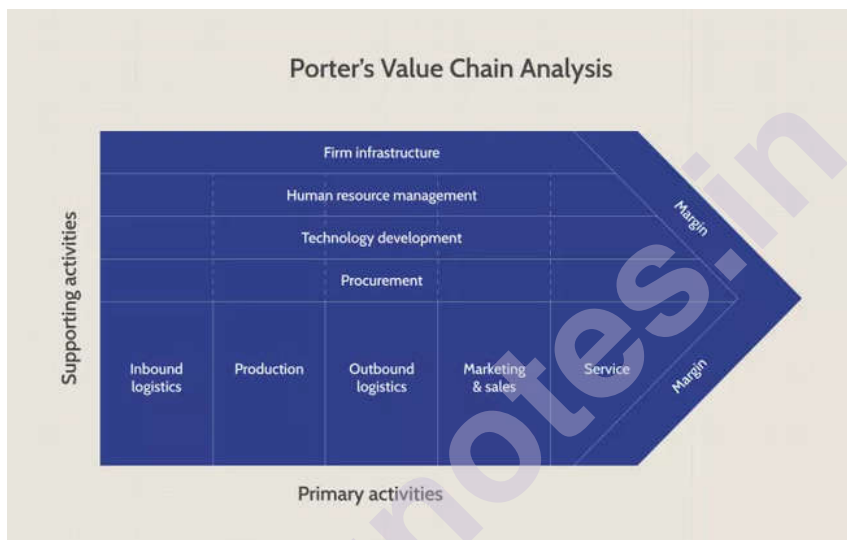 Porter's Value Chain Analysis
Supporting activities
Firm infrastructure
Human resource management
Technology development
Procurement
Margin
Inbound
logistics
Production
Outbound
logistics
Marketing
& sales
Service
Margin
Primary activities
notes.in